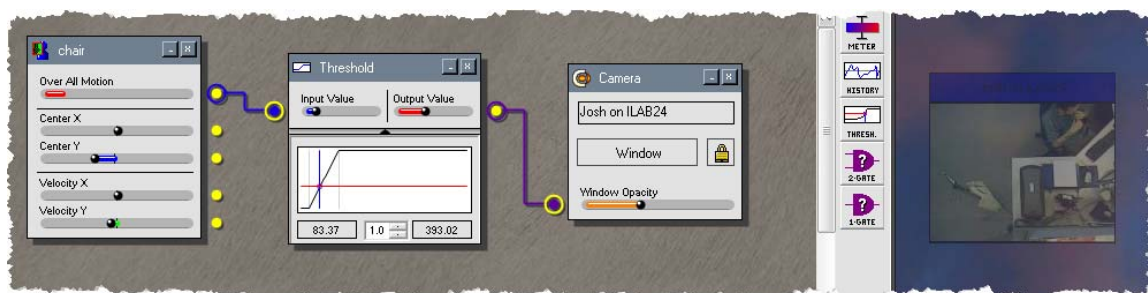 chair
Over All Motion
Center X
Center Y
Velocity X
Velocity Y
Threshold
Input Value
Output Value
83.37
1.0
393.02
Camera
Josh on ILAB24
Window
Window Opacity
METER
HISTORY
THRESH.
?
2-GATE
?
1-GATE